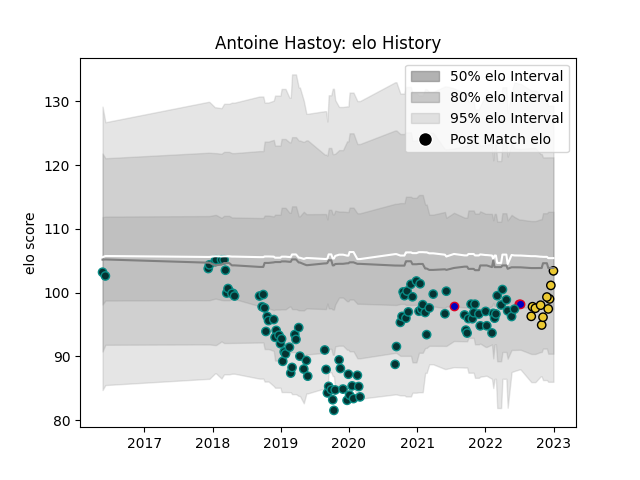 Antoine Hastoy: elo History
50% elo Interval
80% elo Interval
95% elo Interval
Post Match elo
elo score
130
120
110
100
90
80
2017 2018 2019 2020 2021 2022 2023